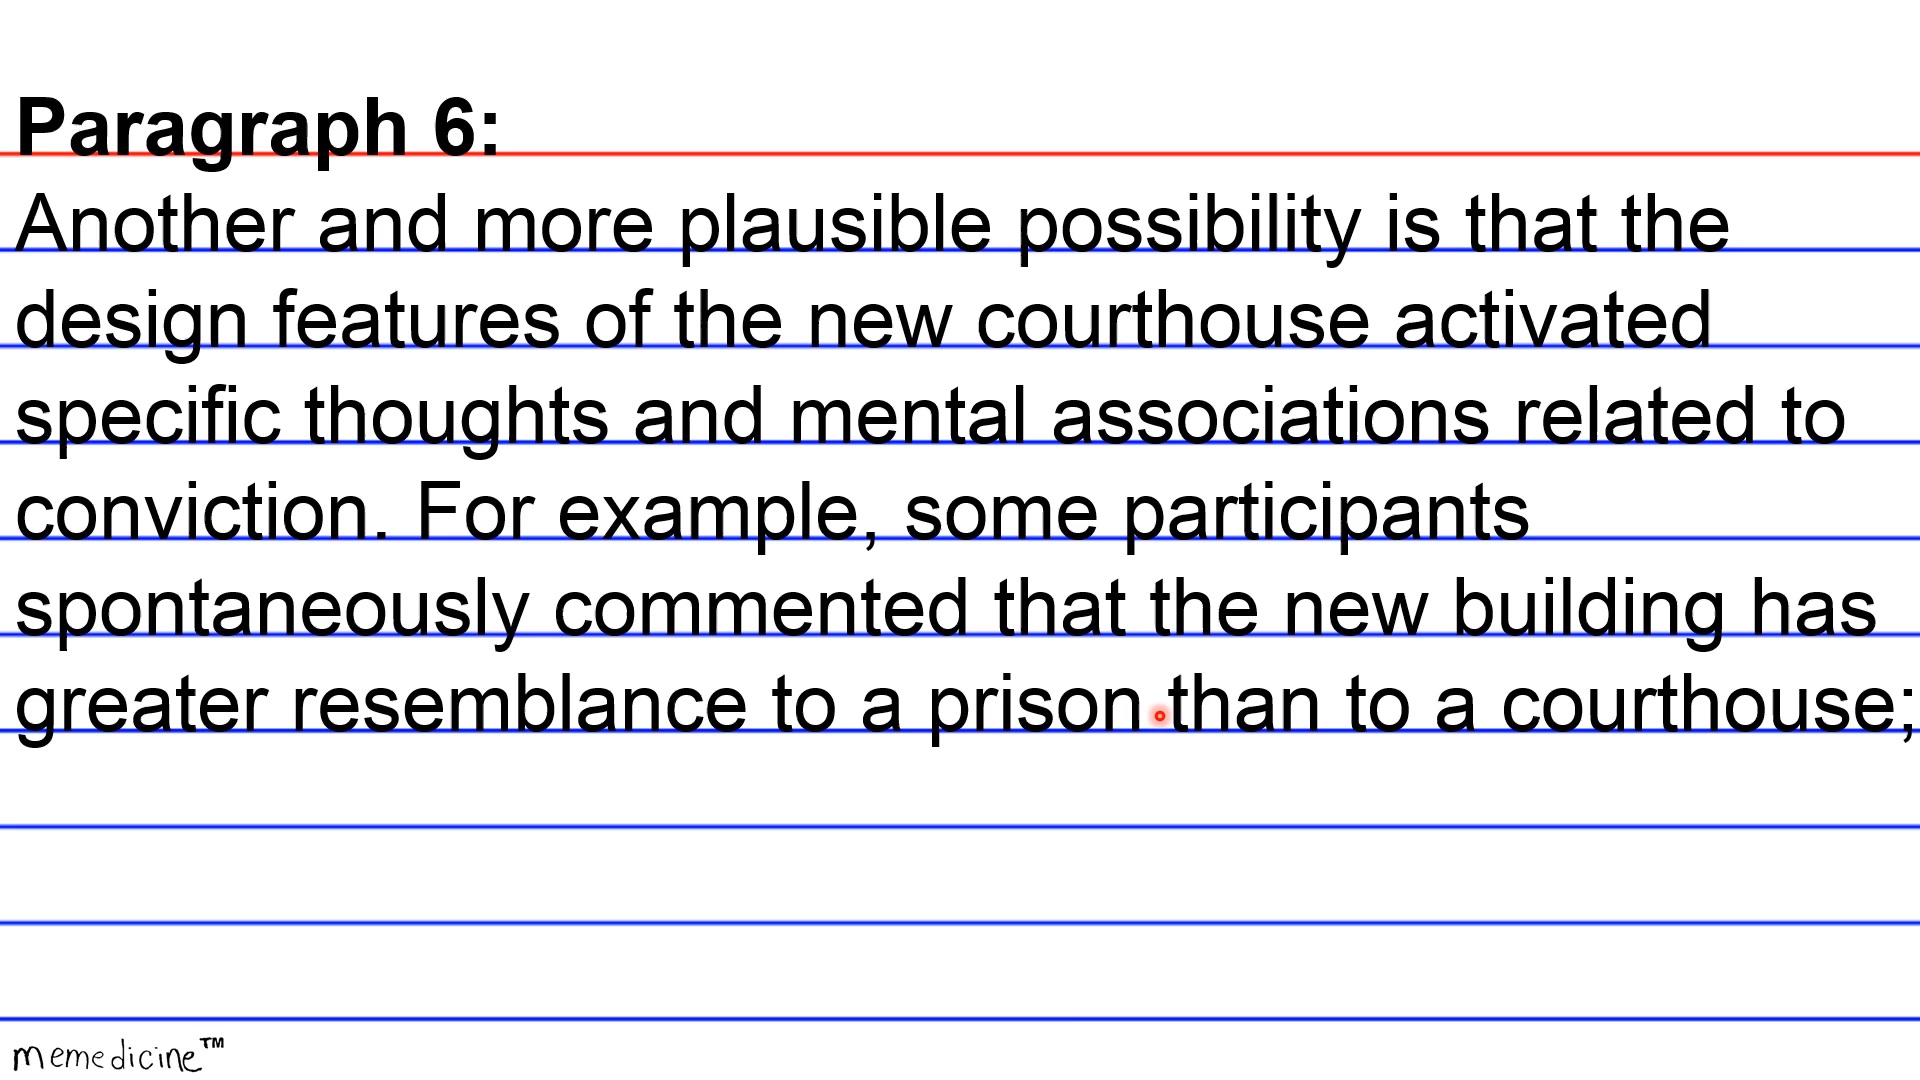 Paragraph 6:
Another and more plausible possibility is that the
design features of the new courthouse activated
specific thoughts and mental associations related to
conviction. For example, some participants
spontaneously commented that the new building has
greater resemblance to a prison than to a courthouse;
memedicine™